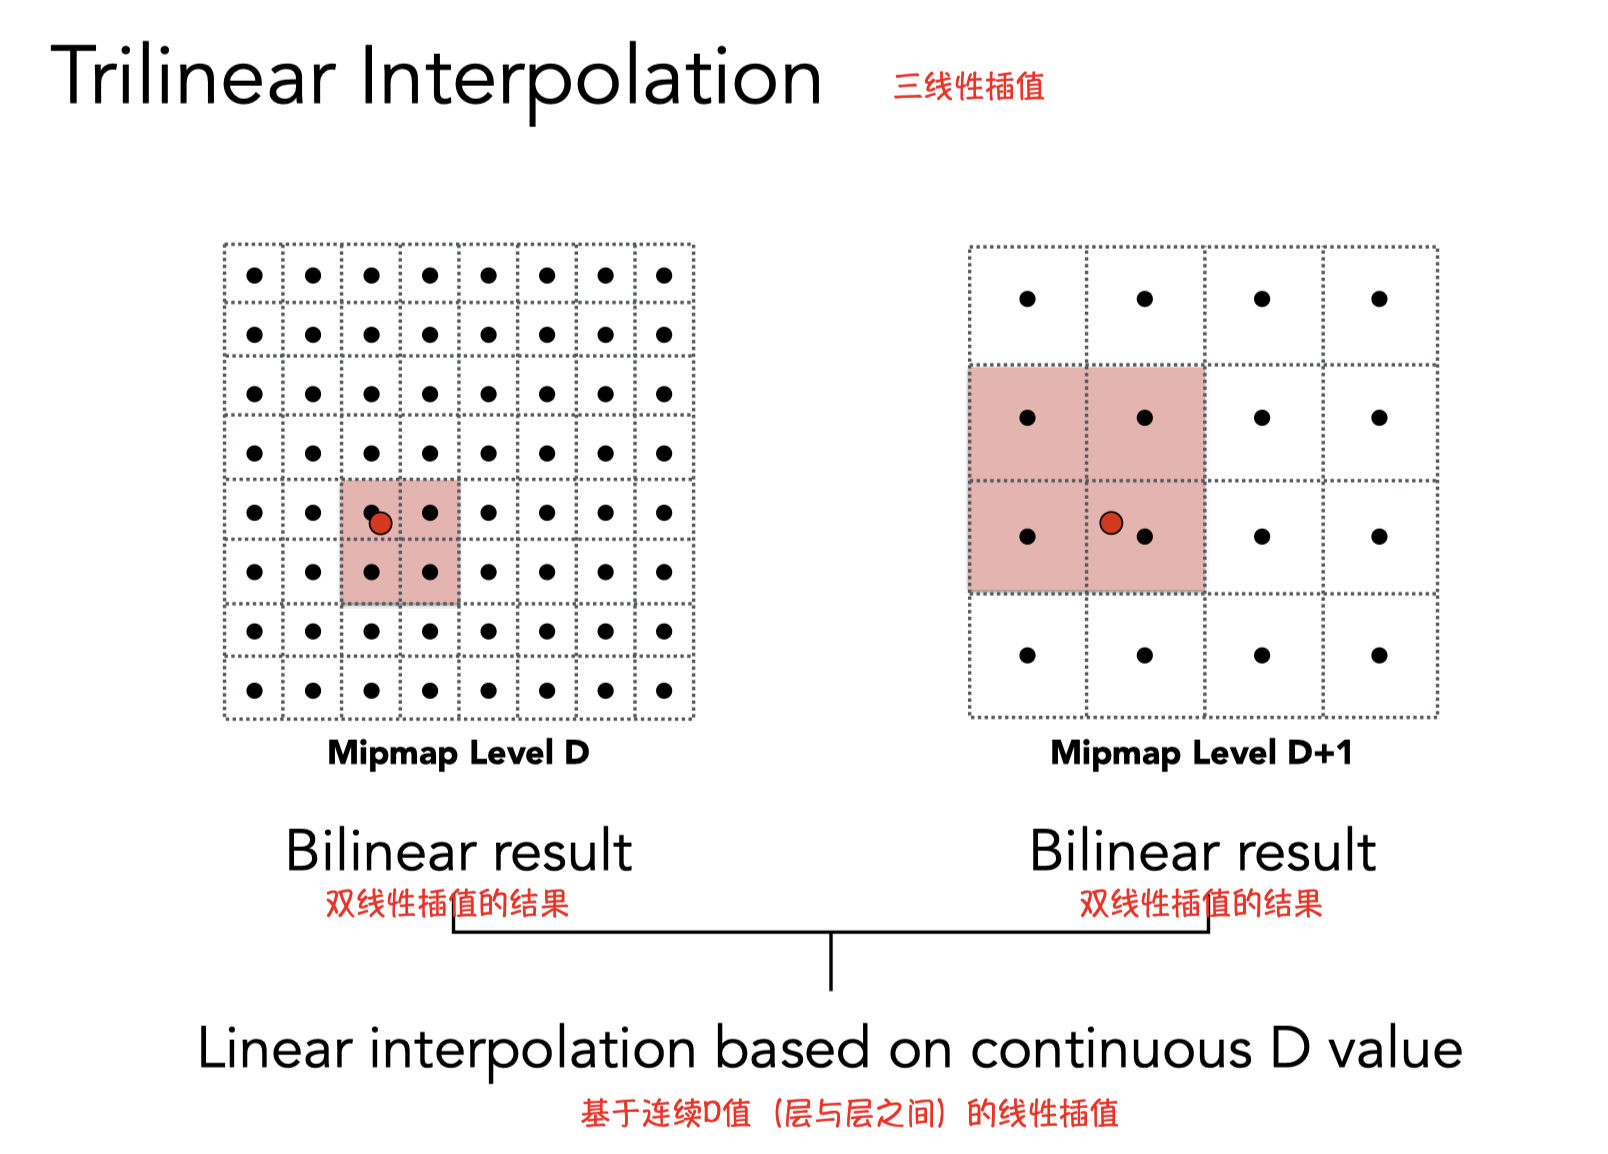 Trilinear Interpolation 三线性插值
Mipmap Level D
Mipmap Level D+1
Bilinear result
Bilinear result
双线性插值的结果
双线性插值的结果
Linear interpolation based on continuous D value
基于连续D值（层与层之间）的线性插值